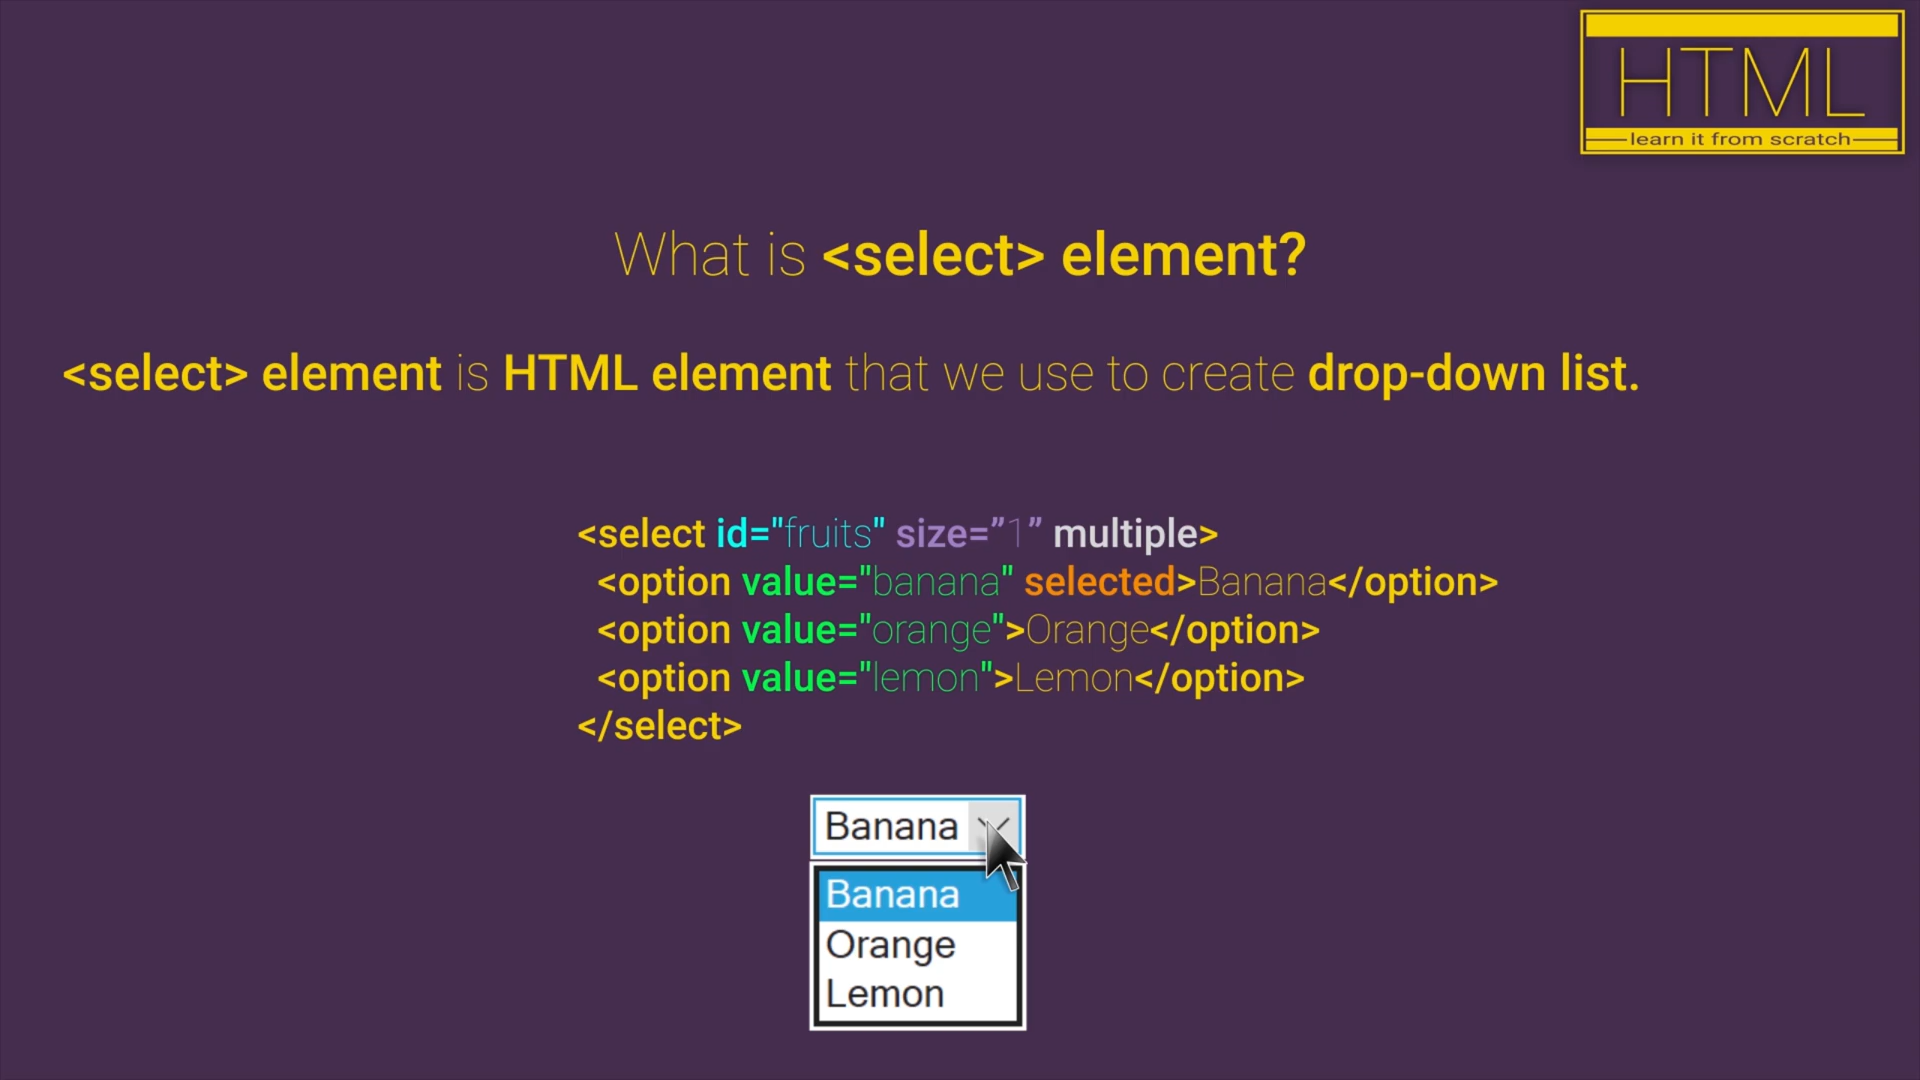 HTML
learn it from scratch
What is <select> element?
<select> element is HTML element that we use to create drop-down list.
<select id="fruits" size=”1” multiple>
<option value="banana" selected>Banana</option>
<option value="orange">Orange</option>
<option value="lemon">Lemon</option>
</select>
Banana
Banana
Orange
Lemon